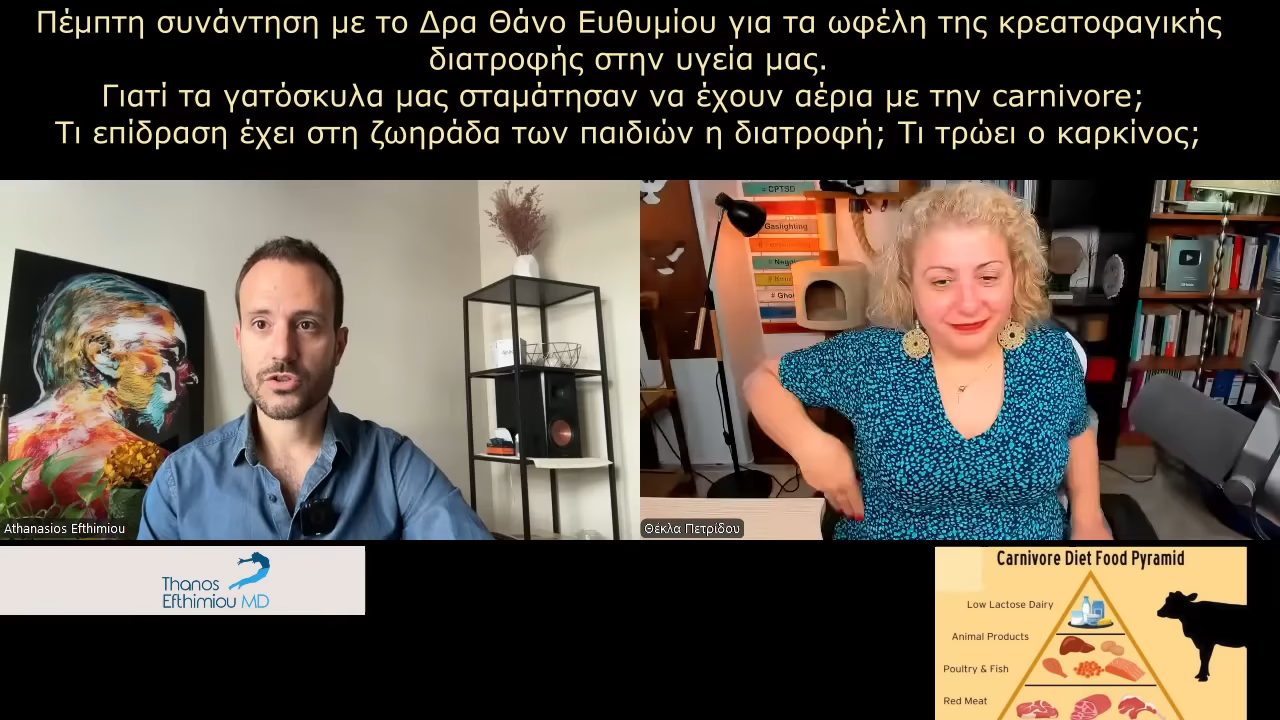 Πέμπτη συνάντηση με το Δρα Θάνο Ευθυμίου για τα ωφέλη της κρεατοφαγικής
διατροφής στην υγεία μας.
Γιατί τα γατόσκυλα μας σταμάτησαν να έχουν αέρια με την carnivore;
Τι επίδραση έχει στη ζωηράδα των παιδιών η διατροφή; Τι τρώει ο καρκίνος;
# CPTSD
Gaslighting
Athanasios Efthimiou
Θέκλα Πετρίδου
Thanos
Efthimiou MD
Carnivore Diet Food Pyramid
Low Lactose Dairy
Animal Products
Poultry & Fish
Red Meat